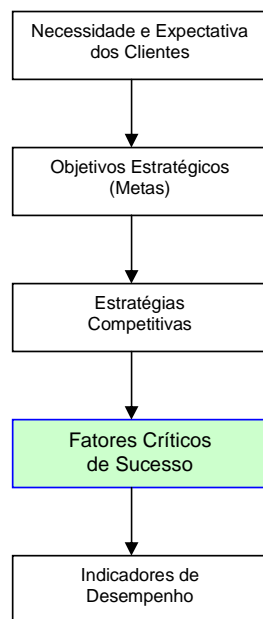 Necessidade e Expectativa
dos Clientes
Objetivos Estratégicos
(Metas)
Estratégias
Competitivas
Fatores Críticos
de Sucesso
Indicadores de
Desempenho